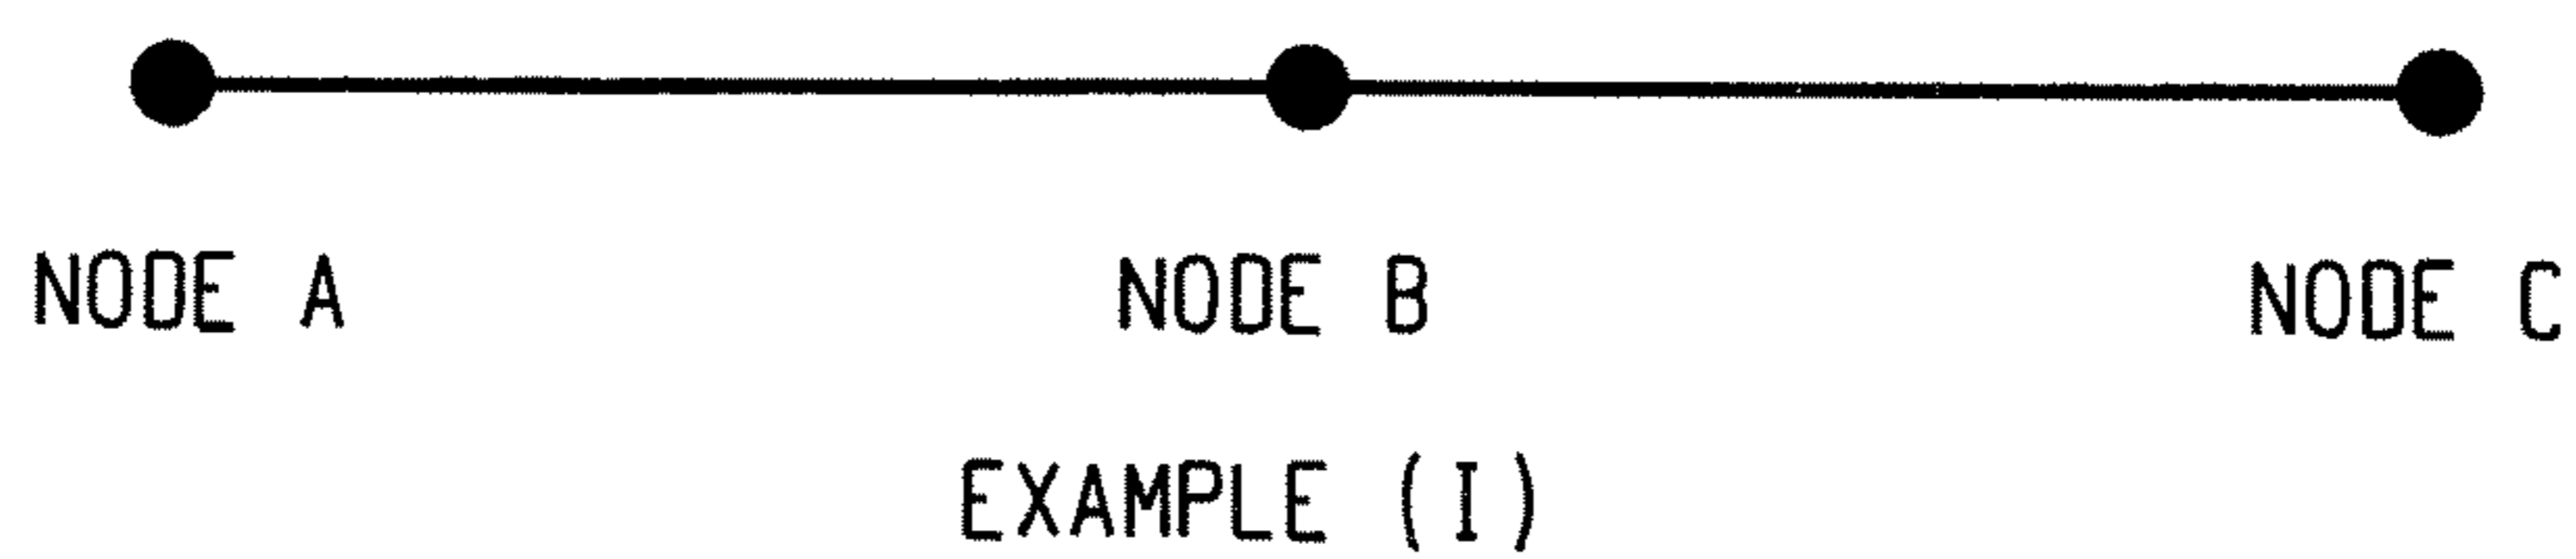 NODE A NODE B NODE C
EXAMPLE (I)